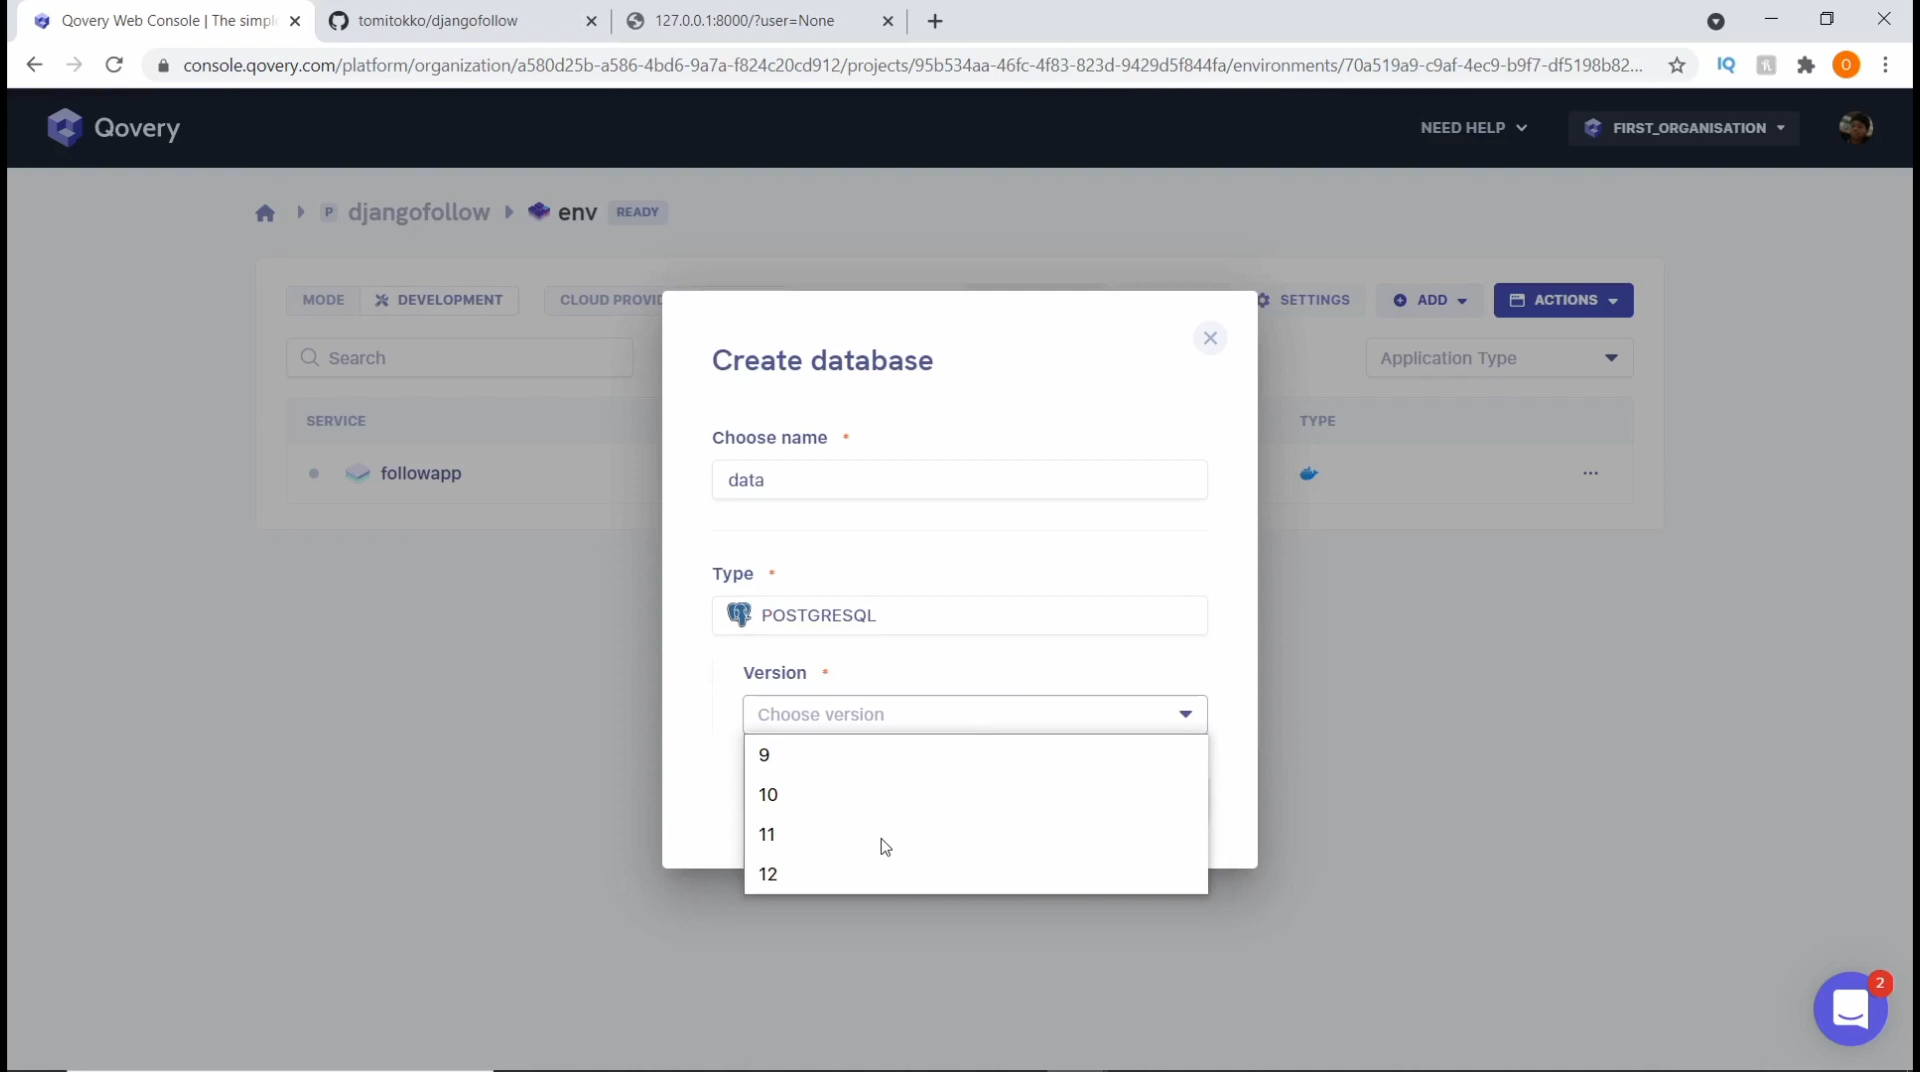 Qovery Web Console | The simpl
tomitokko/djangofollow
127.0.0.1:8000/?user=None
console.qovery.com/platform/organization/a580d25b-a586-4bd6-9a7a-f824c20cd912/projects/95b534aa-46fc-4f83-823d-9429d5f844fa/environments/70a519a9-c9af-4ec9-b9f7-df5198b82...
IQ
O
Qovery
NEED HELP
FIRST_ORGANISATION
P djangofollow env READY
MODE DEVELOPMENT CLOUD PROVID SETTINGS ADD ACTIONS
Search
Application Type
SERVICE TYPE
followapp ...
Create database
Choose name *
data
Type *
POSTGRESQL
Version *
Choose version
9
10
11
12
2